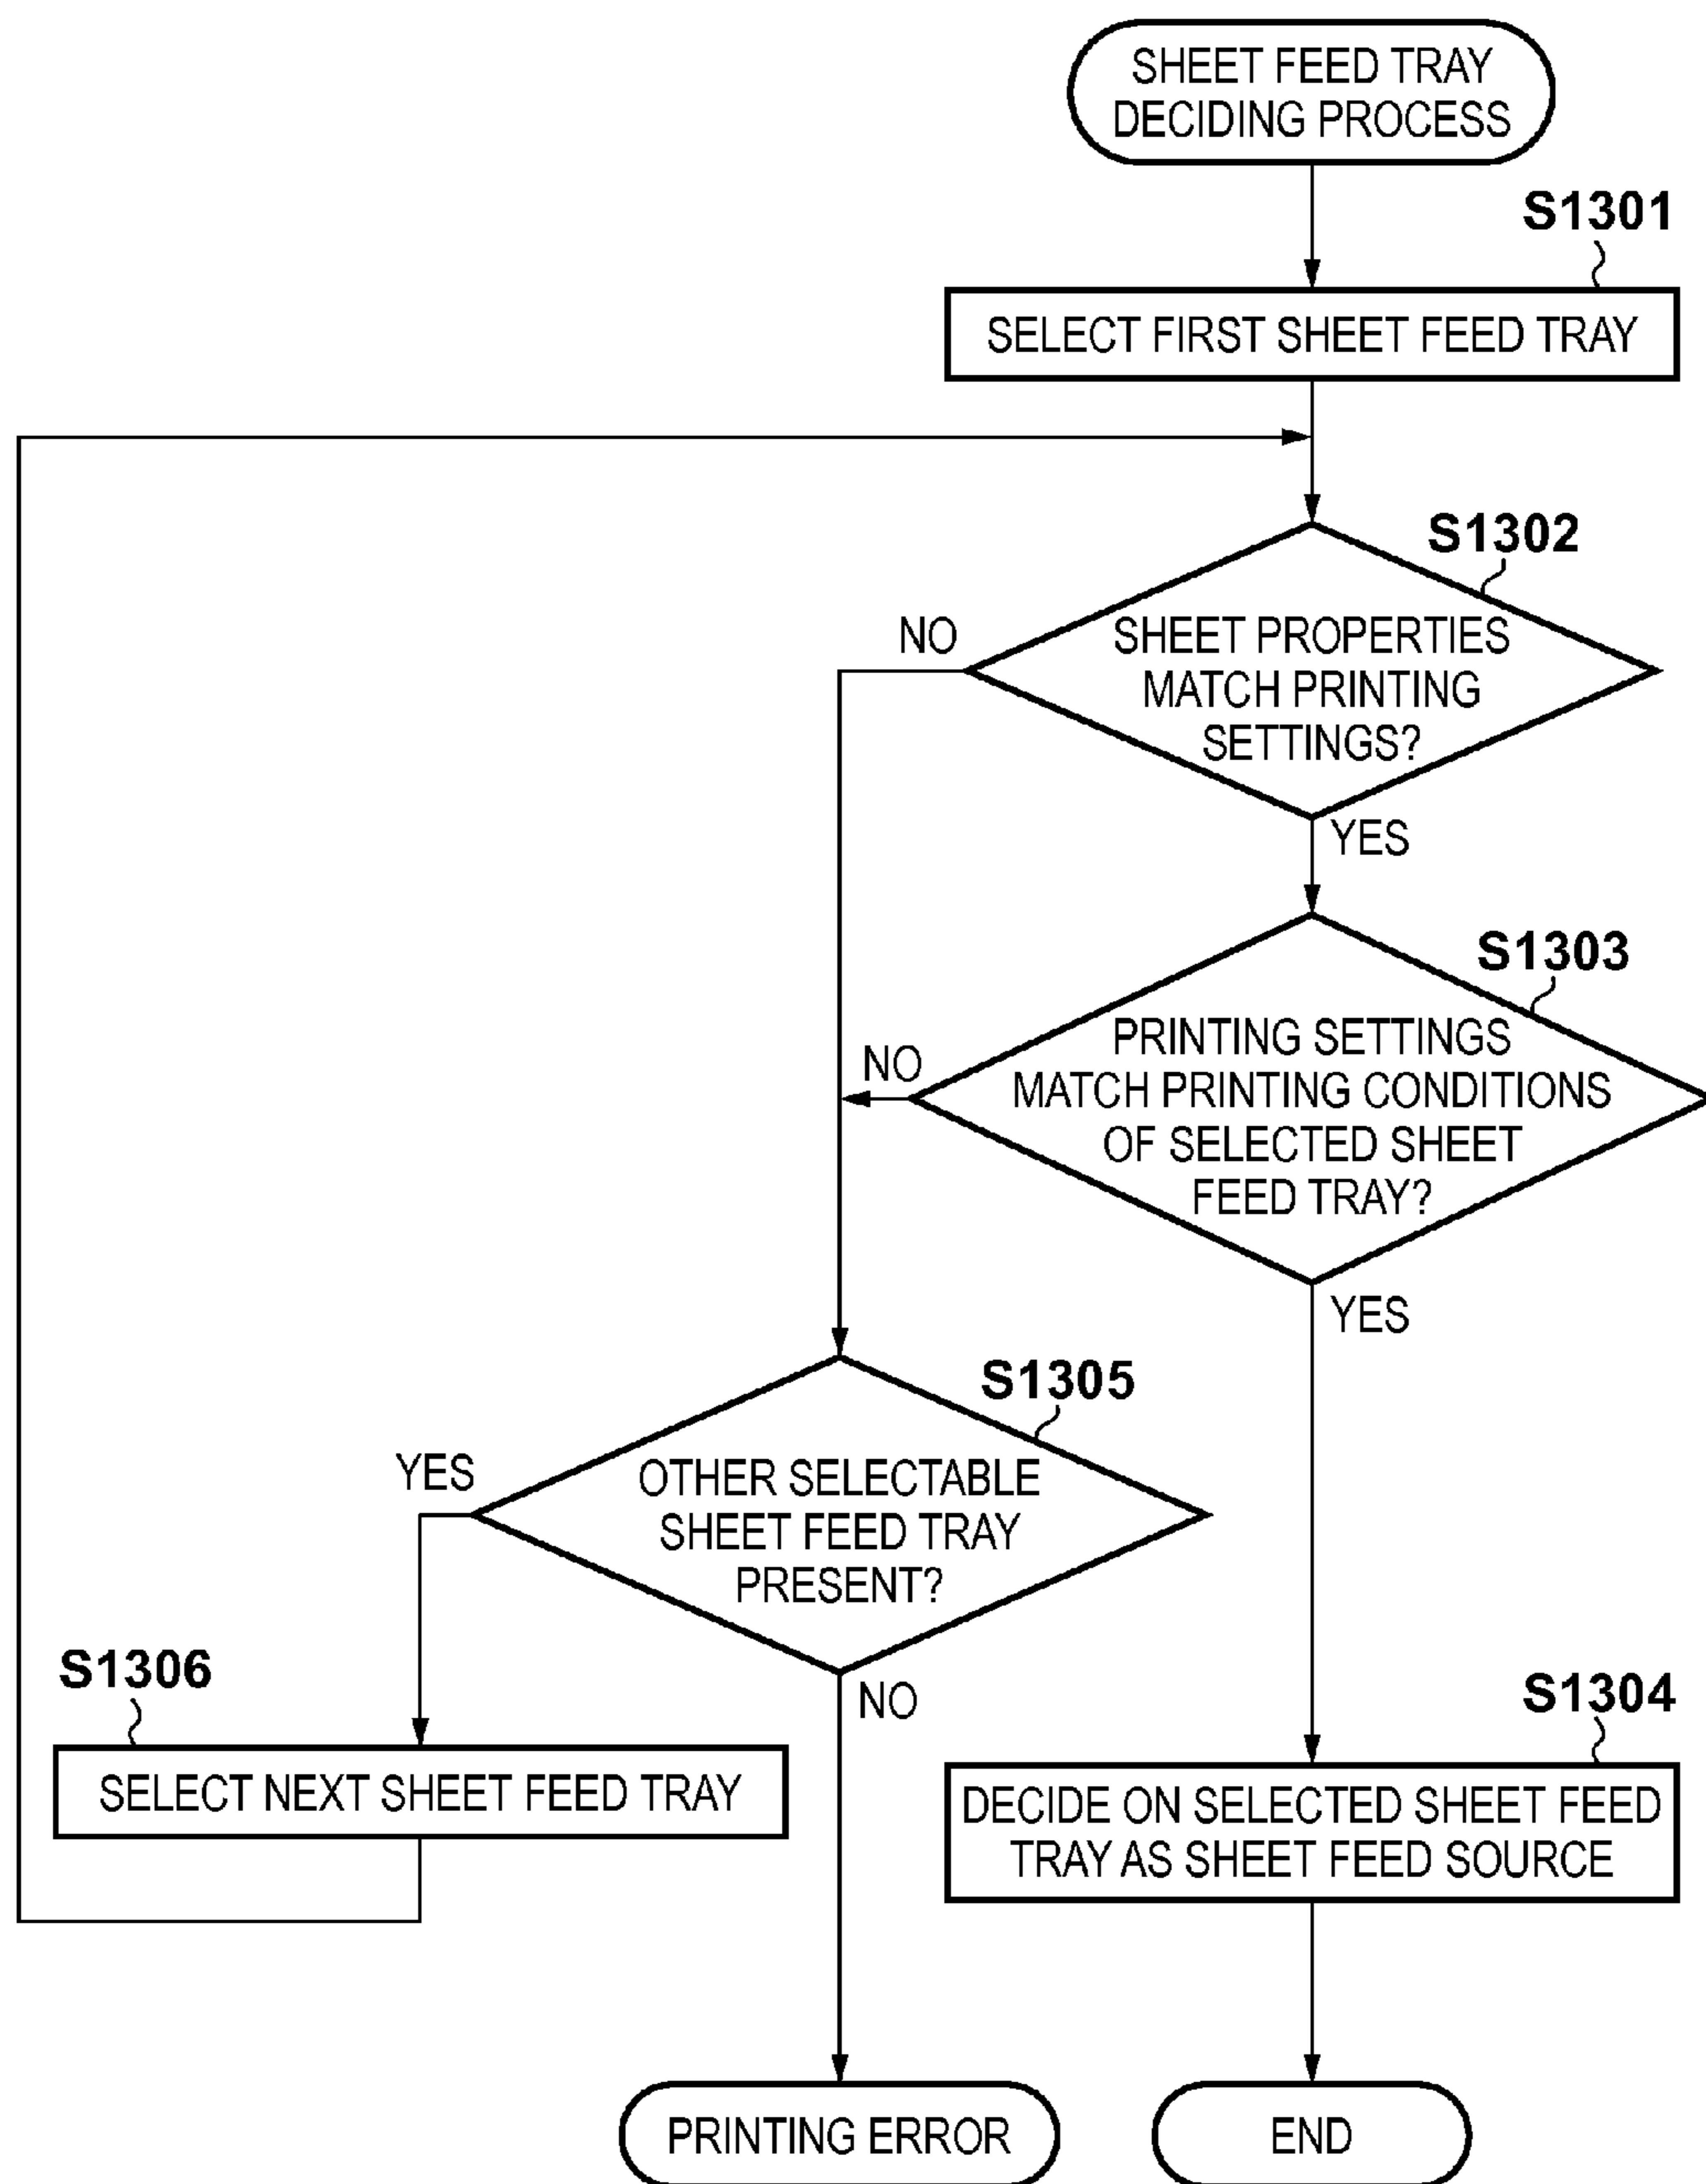 SHEET FEED TRAY
DECIDING PROCESS
S1301
SELECT FIRST SHEET FEED TRAY
S1302
NO
SHEET PROPERTIES
MATCH PRINTING
SETTINGS?
YES
S1303
NO
PRINTING SETTINGS
MATCH PRINTING CONDITIONS
OF SELECTED SHEET
FEED TRAY?
YES
S1305
YES
OTHER SELECTABLE
SHEET FEED TRAY
PRESENT?
NO
S1306
SELECT NEXT SHEET FEED TRAY
S1304
DECIDE ON SELECTED SHEET FEED
TRAY AS SHEET FEED SOURCE
PRINTING ERROR
END